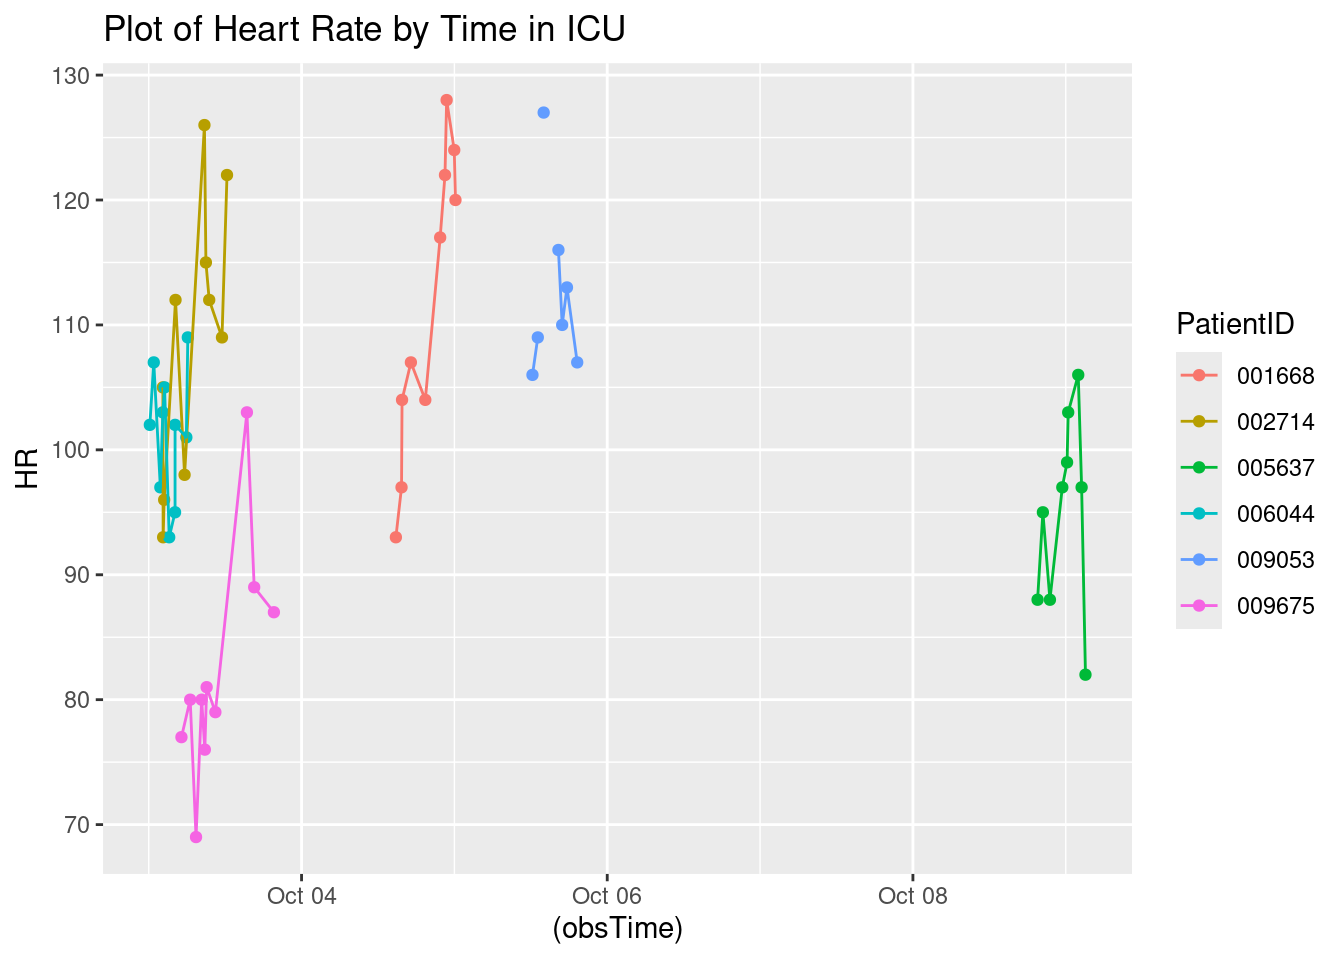 Plot of Heart Rate by Time in ICU
130
120
110
100
90
80
70
HR
Oct 04
Oct 06
Oct 08
(obsTime)
PatientID
001668
002714
005637
006044
009053
009675